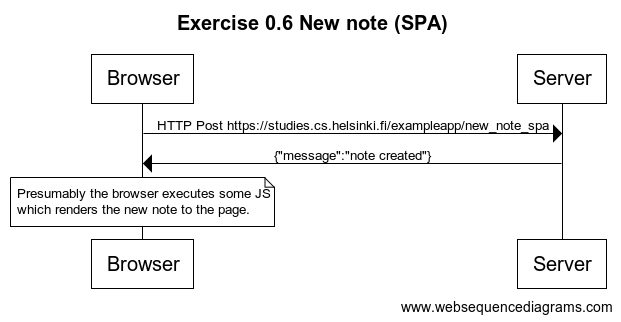 Exercise 0.6 New note (SPA)
Browser
Server
HTTP Post https://studies.cs.helsinki.fi/exampleapp/new_note_spa
{"message":"note created"}
Presumably the browser executes some JS
which renders the new note to the page.
Browser
Server
www.websequencediagrams.com